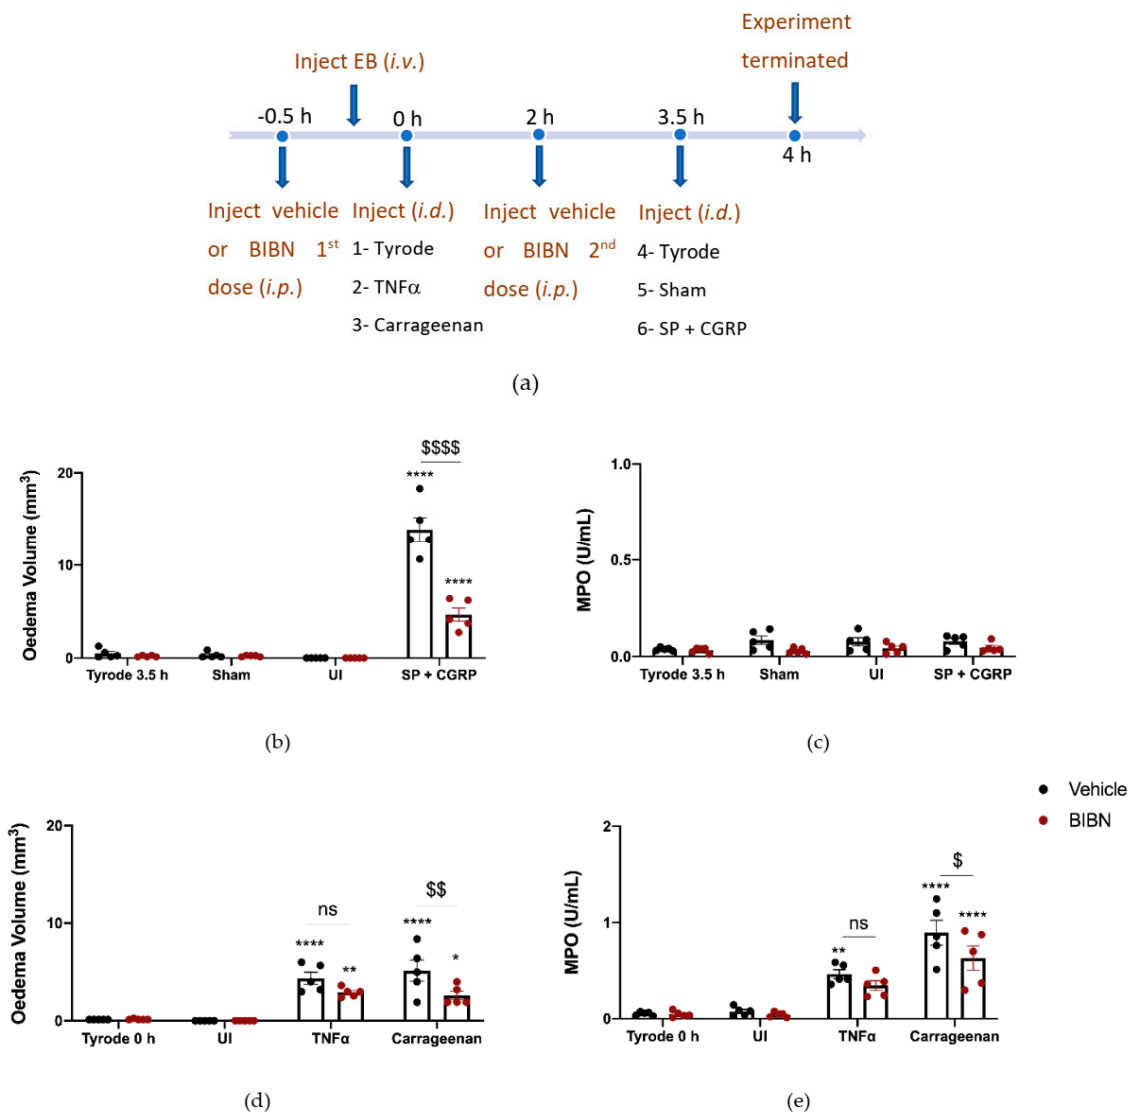 Experiment
terminated
Inject EB (i.v.)
-0.5 h
0 h
2 h
3.5 h
4 h
Inject vehicle
or BIBN 1st
dose (i.p.)
Inject (i.d.)
1- Tyrode
2- TNFα
3- Carrageenan
Inject vehicle
or BIBN 2nd
dose (i.p.)
Inject (i.d.)
4- Tyrode
5- Sham
6- SP + CGRP
(a)
Oedema Volume (mm3)
20
10
0
$$$$
****
****
Tyrode 3.5 h
Sham
UI
SP + CGRP
(b)
MPO (U/mL)
1.0
0.5
0.0
Tyrode 3.5 h
Sham
UI
SP + CGRP
(c)
Oedema Volume (mm3)
20
10
0
ns
****
**
$$
****
*
Tyrode 0 h
UI
TNFα
Carrageenan
(d)
MPO (U/mL)
2
1
0
ns
**
$
****
****
Tyrode 0 h
UI
TNFα
Carrageenan
(e)
Vehicle
BIBN